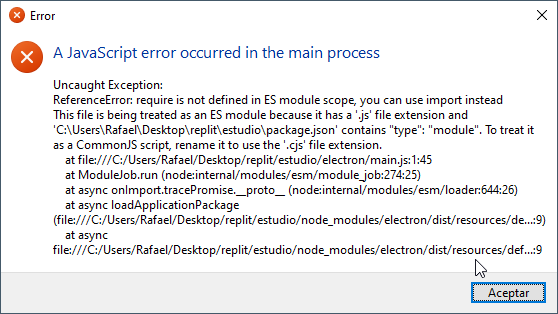 Error
A JavaScript error occurred in the main process
Uncaught Exception:
ReferenceError: require is not defined in ES module scope, you can use import instead
This file is being treated as an ES module because it has a '.js' file extension and
'C:\Users\Rafael\Desktop\replit\estudio\package.json' contains "type": "module". To treat it
as a CommonJS script, rename it to use the '.cjs' file extension.
at file:///C:/Users/Rafael/Desktop/replit/estudio/electron/main.js:1:45
at ModuleJob.run (node:internal/modules/esm/module_job:274:25)
at async onImport.tracePromise.__proto__ (node:internal/modules/esm/loader:644:26)
at async loadApplicationPackage
(file:///C:/Users/Rafael/Desktop/replit/estudio/node_modules/electron/dist/resources/de...:9)
at async
file:///C:/Users/Rafael/Desktop/replit/estudio/node_modules/electron/dist/resources/def...:9
Aceptar